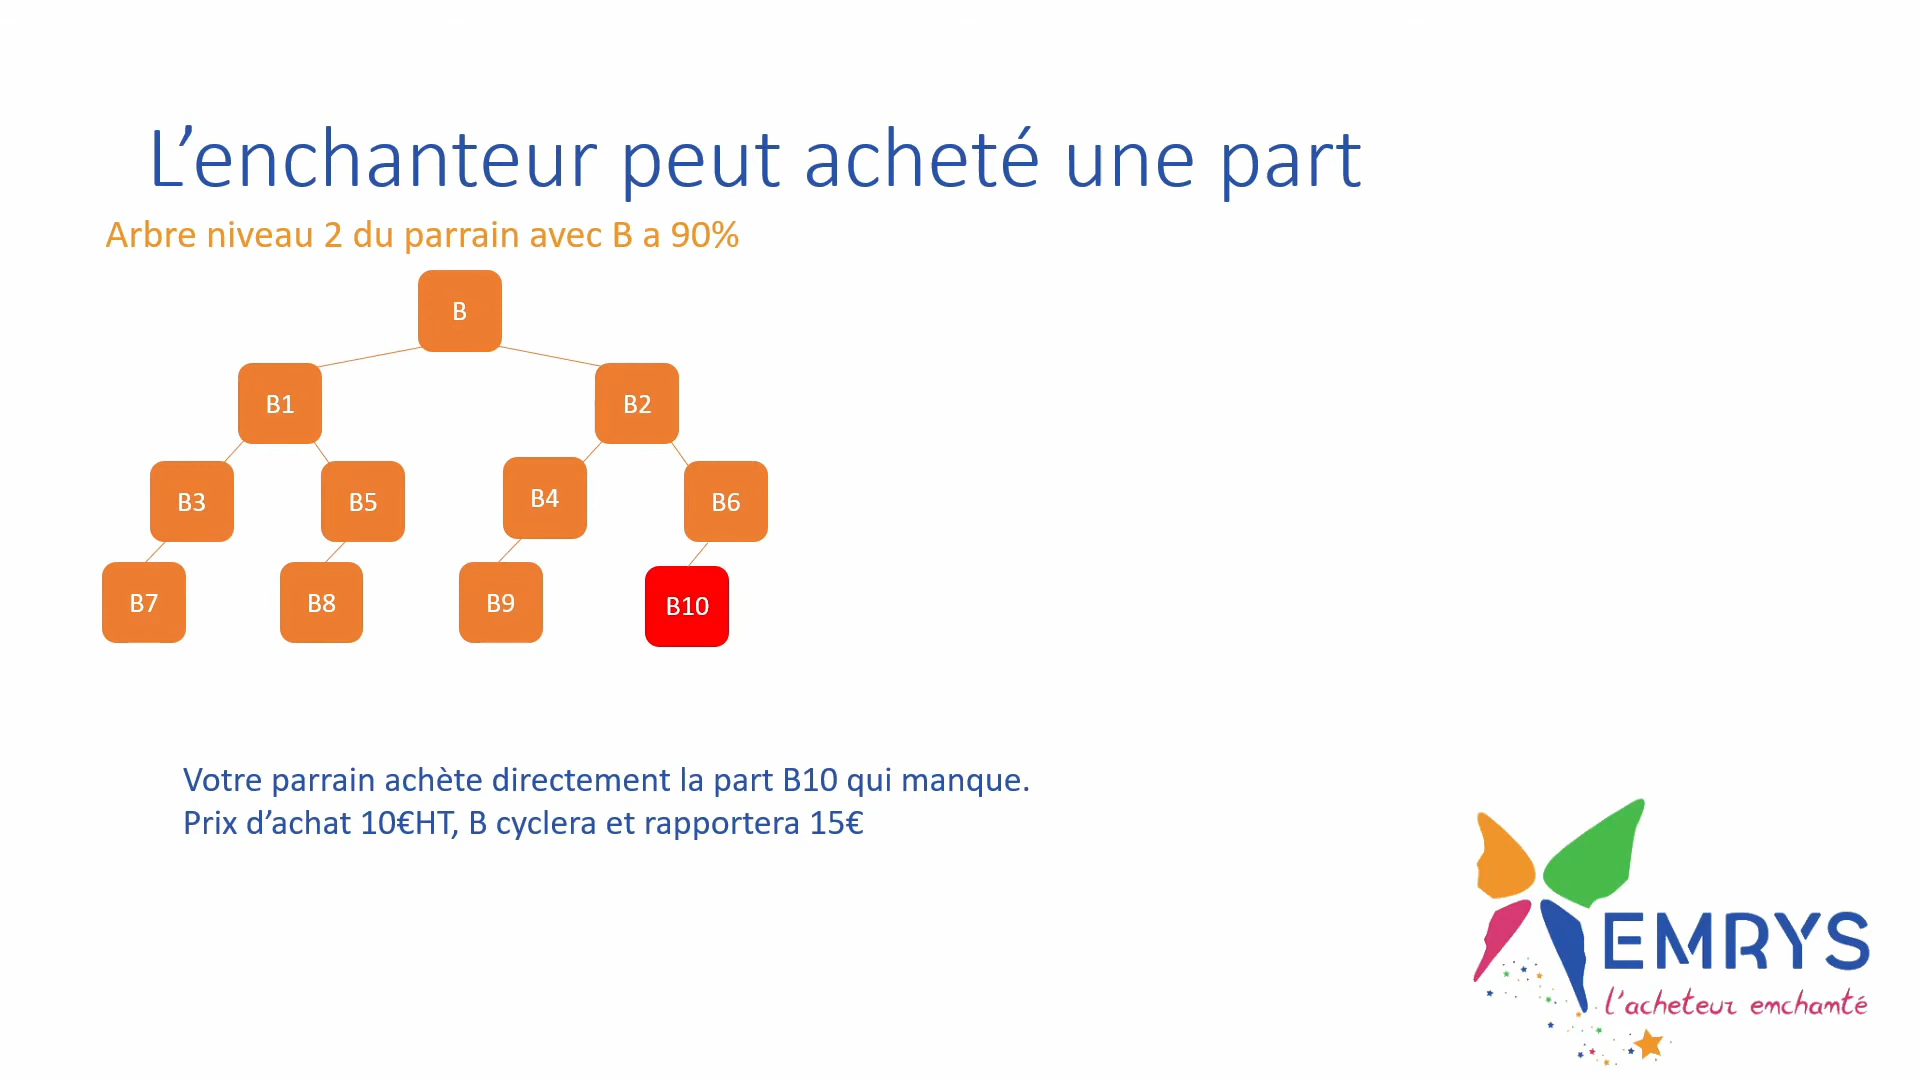 L’enchanteur peut acheté une part
Arbre niveau 2 du parrain avec B a 90%
B
B1
B2
B3
B5
B4
B6
B7
B8
B9
B10
Votre parrain achète directement la part B10 qui manque.
Prix d’achat 10€HT, B cyclera et rapportera 15€
EMRYS
l’acheteur enchanté